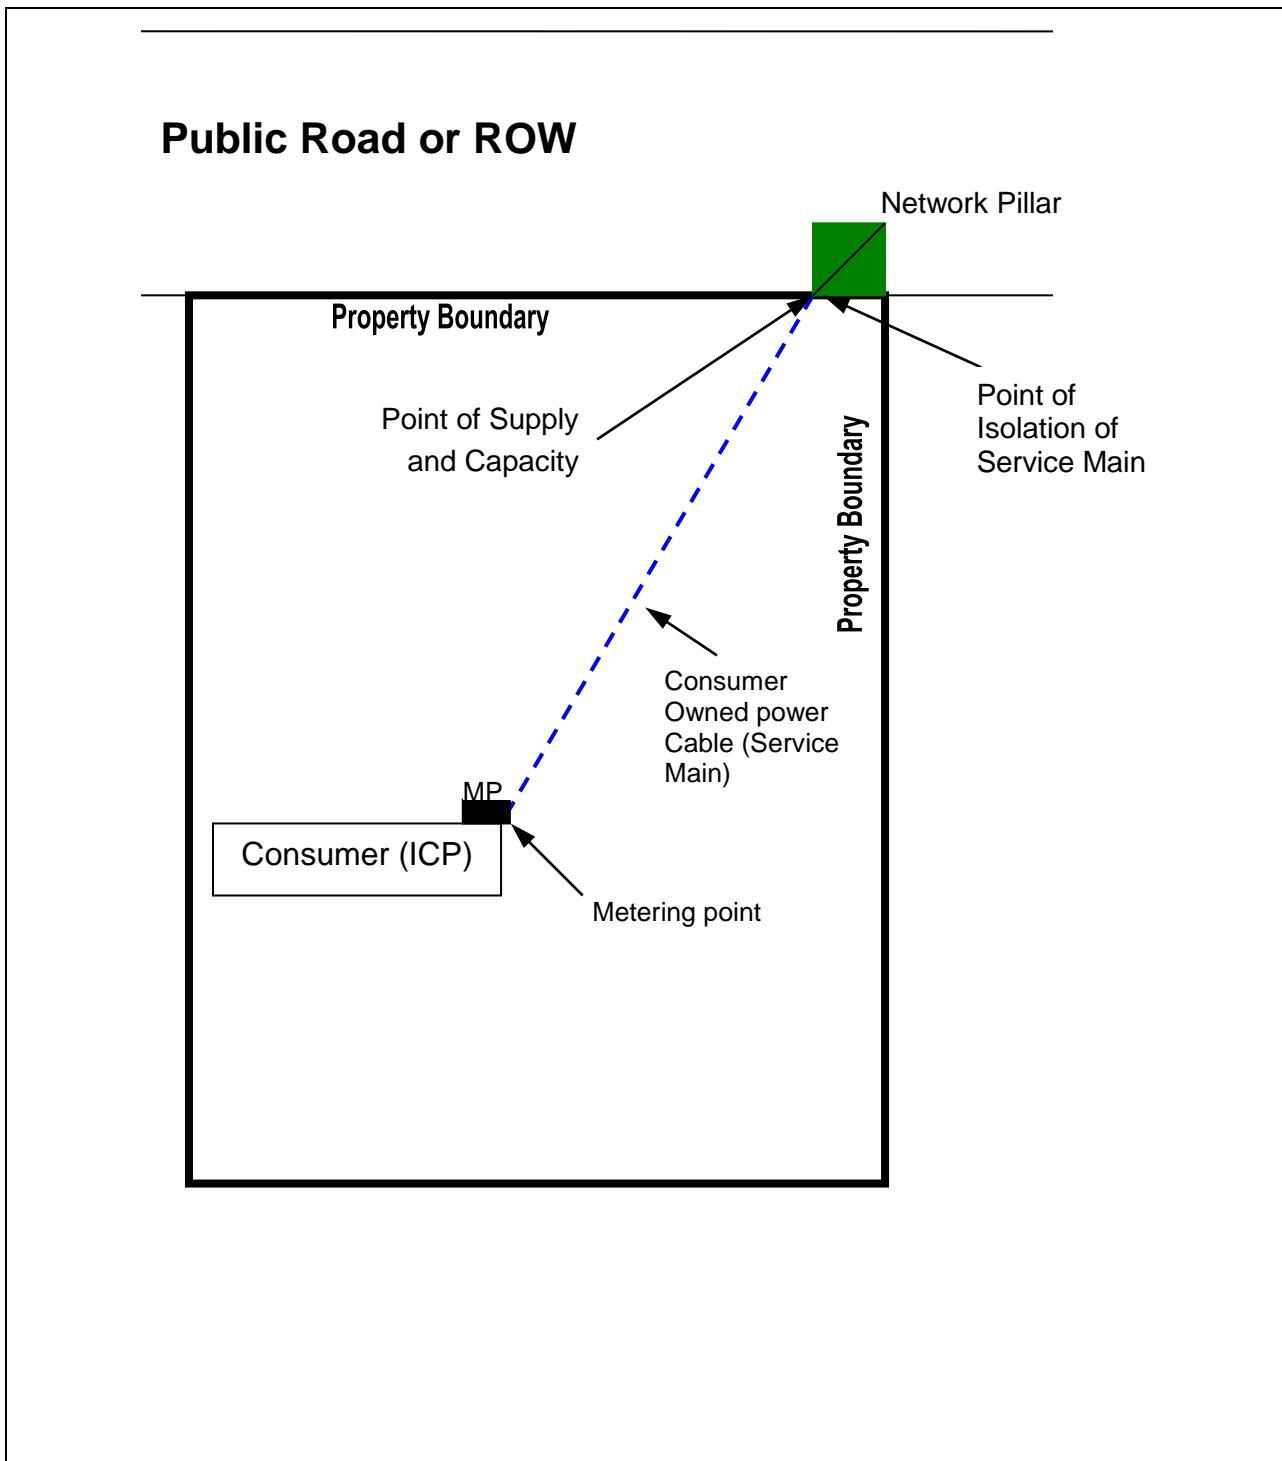 Public Road or ROW
Network Pillar
Property Boundary
Point of Supply
and Capacity
Point of
Isolation of
Service Main
Property Boundary
Consumer
Owned power
Cable (Service
Main)
MP
Consumer (ICP)
Metering point